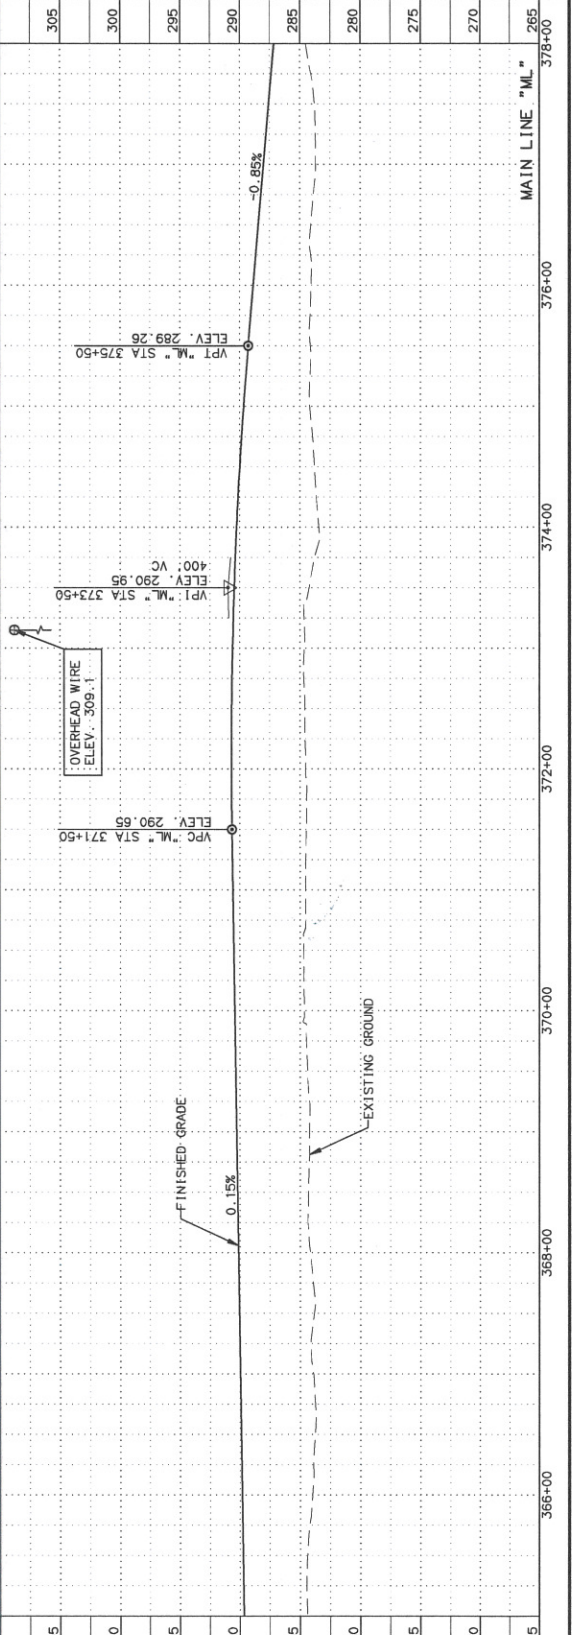 OVERHEAD WIRE
ELEV. 309.1
VPC "ML" STA 371+50
ELEV. 290.65
VPI "ML" STA 373+50
ELEV. 290.95
400' VC
VPT "ML" STA 375+50
ELEV. 289.26
FINISHED GRADE
0.15%
-0.85%
EXISTING GROUND
MAIN LINE "ML"
305
300
295
290
285
280
275
270
265
5
0
5
0
5
0
5
0
5
366+00
368+00
370+00
372+00
374+00
376+00
378+00